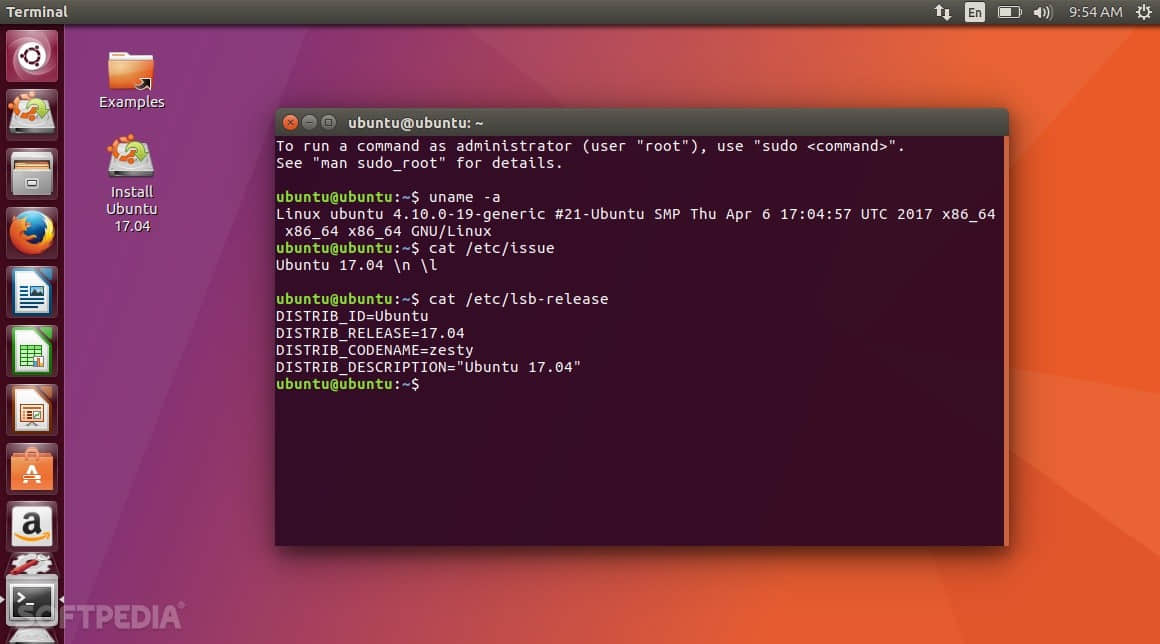 Terminal
En
9:54 AM
Examples
Install
Ubuntu
17.04
ubuntu@ubuntu: ~
To run a command as administrator (user "root"), use "sudo <command>".
See "man sudo_root" for details.
ubuntu@ubuntu:~$ uname -a
Linux ubuntu 4.10.0-19-generic #21-Ubuntu SMP Thu Apr 6 17:04:57 UTC 2017 x86_64
 x86_64 x86_64 GNU/Linux
ubuntu@ubuntu:~$ cat /etc/issue
Ubuntu 17.04 \n \l
ubuntu@ubuntu:~$ cat /etc/lsb-release
DISTRIB_ID=Ubuntu
DISTRIB_RELEASE=17.04
DISTRIB_CODENAME=zesty
DISTRIB_DESCRIPTION="Ubuntu 17.04"
ubuntu@ubuntu:~$
a
>_
SOFTPEDIA®